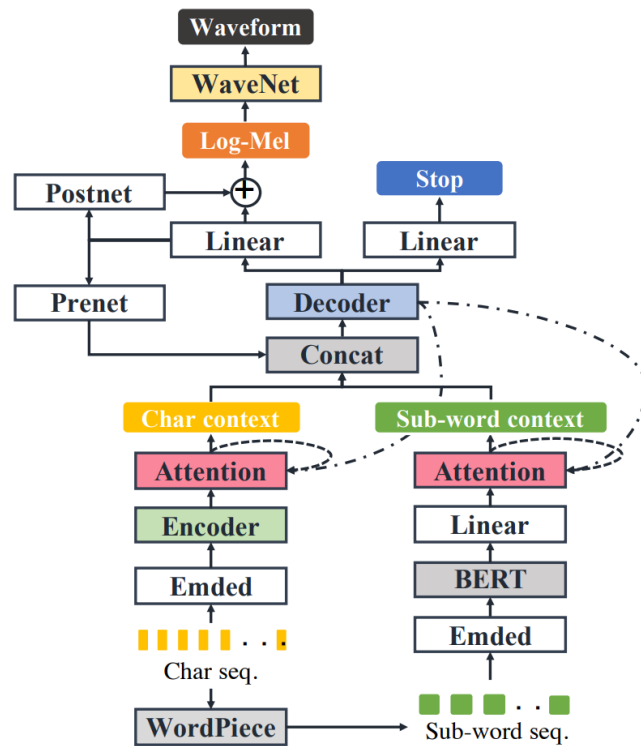 Waveform
WaveNet
Log-Mel
Postnet
+
Stop
Linear
Linear
Prenet
Decoder
Concat
Char context
Sub-word context
Attention
Attention
Encoder
Linear
BERT
Emded
Emded
. . .
Char seq.
. .
WordPiece
Sub-word seq.